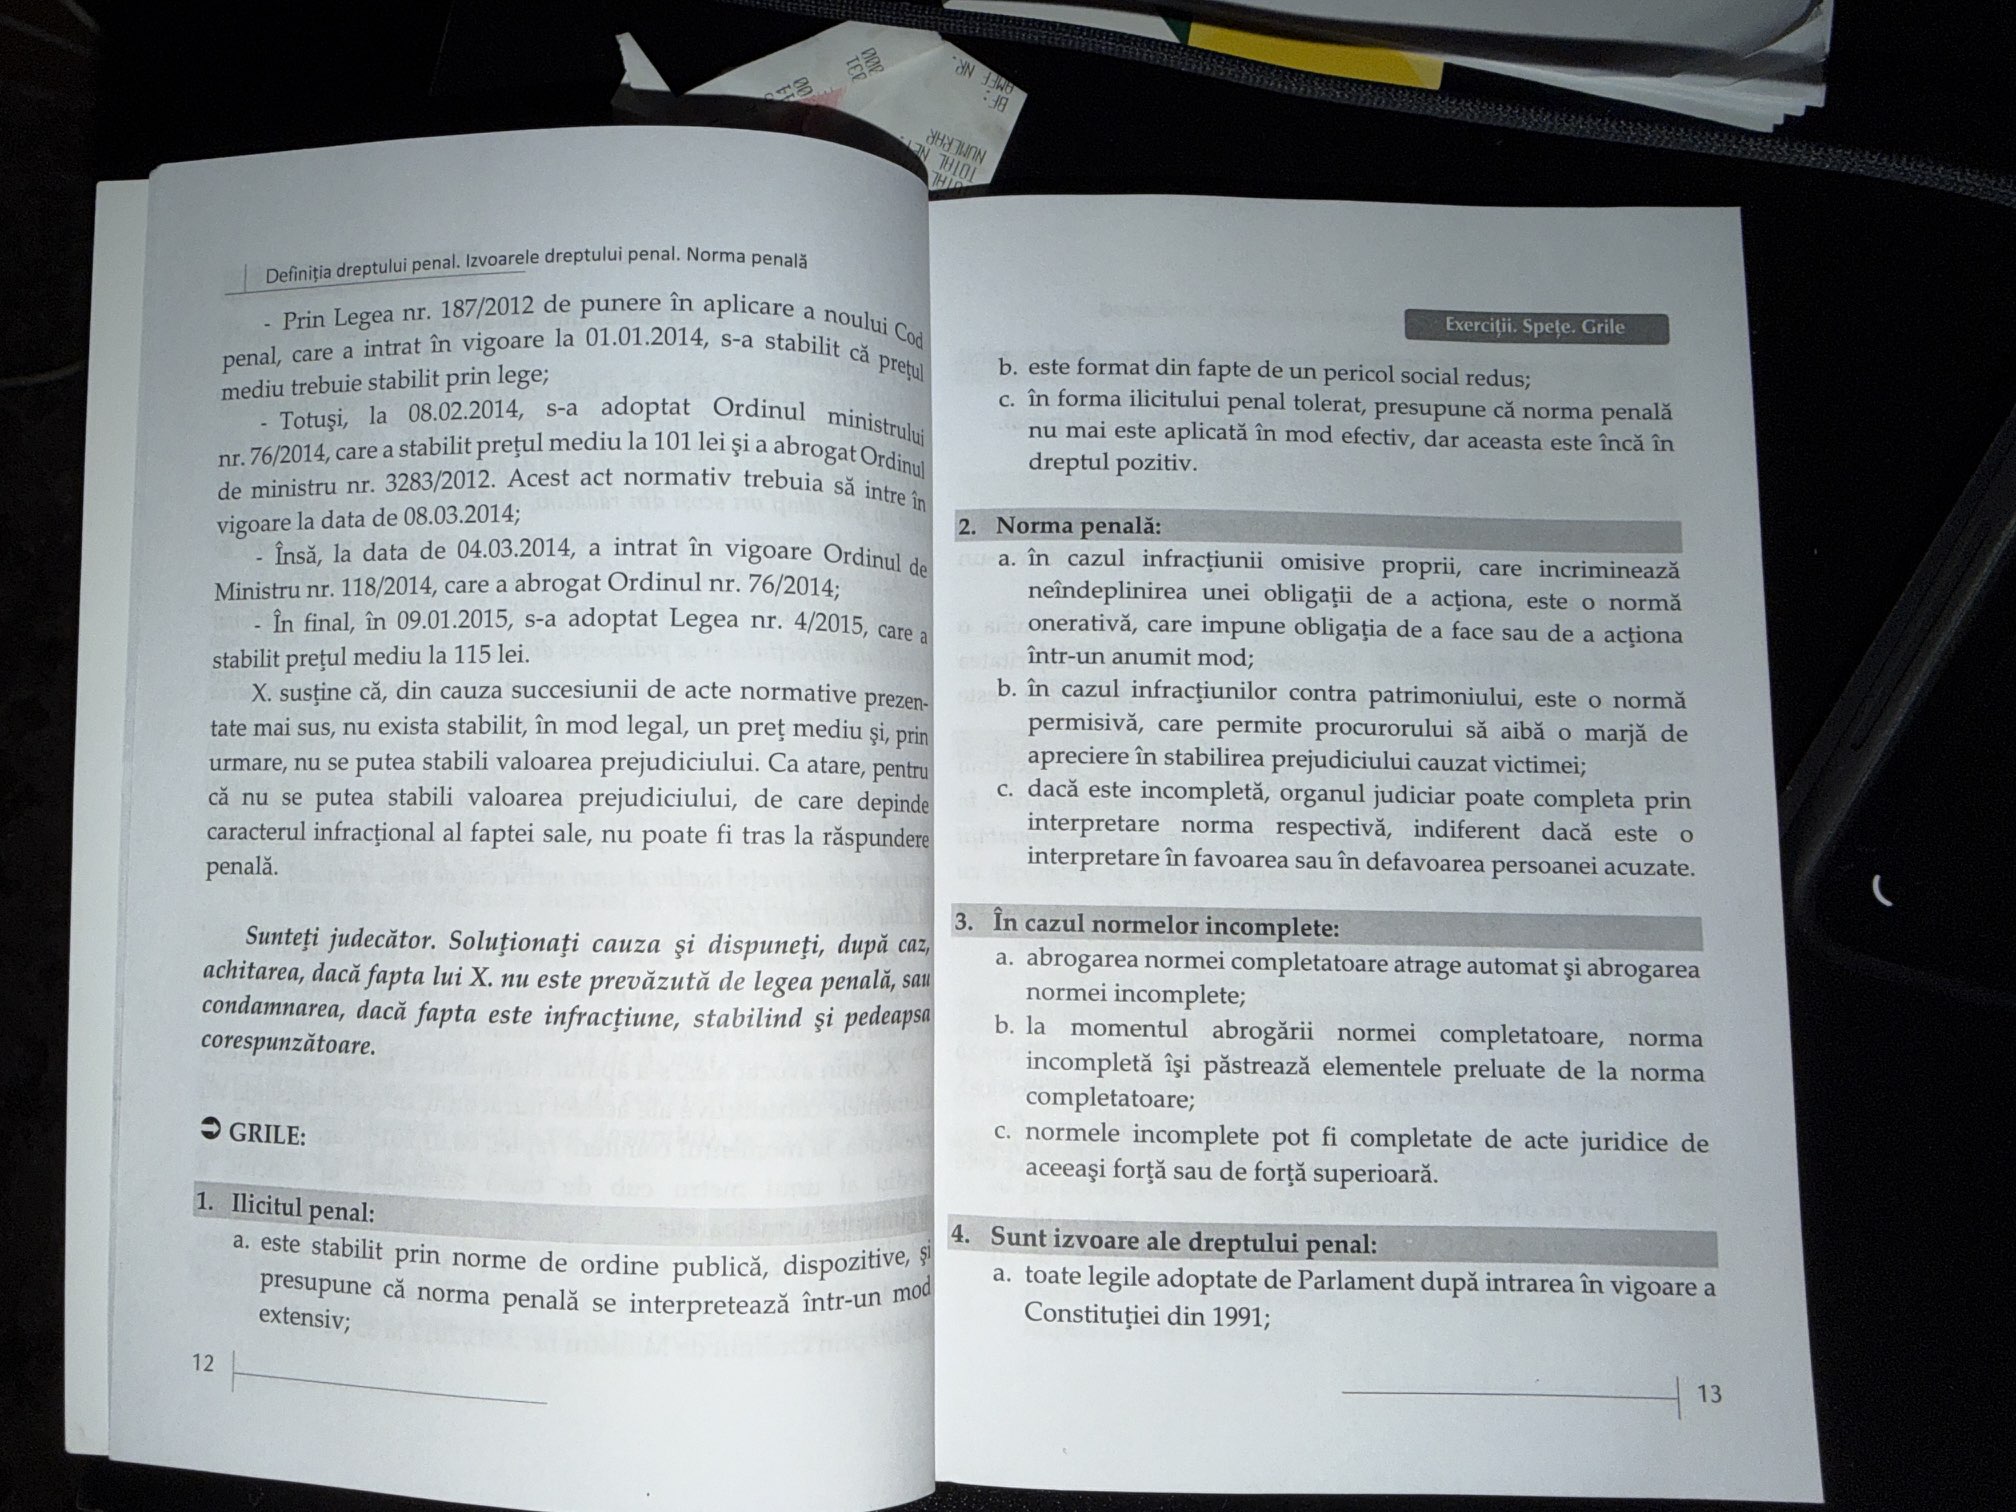 BF:
AMEF NR.
NUMERAR
TOTAL NET
TOTAL
Definiția dreptului penal. Izvoarele dreptului penal. Norma penală
- Prin Legea nr. 187/2012 de punere în aplicare a noului Cod
penal, care a intrat în vigoare la 01.01.2014, s-a stabilit că prețul
mediu trebuie stabilit prin lege;
- Totuşi, la 08.02.2014, s-a adoptat Ordinul ministrului
nr. 76/2014, care a stabilit prețul mediu la 101 lei şi a abrogat Ordinul
de ministru nr. 3283/2012. Acest act normativ trebuia să intre în
vigoare la data de 08.03.2014;
- Însă, la data de 04.03.2014, a intrat în vigoare Ordinul de
Ministru nr. 118/2014, care a abrogat Ordinul nr. 76/2014;
- În final, în 09.01.2015, s-a adoptat Legea nr. 4/2015, care a
stabilit prețul mediu la 115 lei.
X. susține că, din cauza succesiunii de acte normative prezen-
tate mai sus, nu exista stabilit, în mod legal, un preț mediu şi, prin
urmare, nu se putea stabili valoarea prejudiciului. Ca atare, pentru
că nu se putea stabili valoarea prejudiciului, de care depinde
caracterul infracțional al faptei sale, nu poate fi tras la răspundere
penală.
Sunteți judecător. Soluționați cauza şi dispuneți, după caz,
achitarea, dacă fapta lui X. nu este prevăzută de legea penală, sau
condamnarea, dacă fapta este infracțiune, stabilind şi pedeapsa
corespunzătoare.
➲ GRILE:
1. Ilicitul penal:
a. este stabilit prin norme de ordine publică, dispozitive, şi
presupune că norma penală se interpretează într-un mod
extensiv;
12
Exerciții. Spețe. Grile
b. este format din fapte de un pericol social redus;
c. în forma ilicitului penal tolerat, presupune că norma penală
nu mai este aplicată în mod efectiv, dar aceasta este încă în
dreptul pozitiv.
2. Norma penală:
a. în cazul infracțiunii omisive proprii, care incriminează
neîndeplinirea unei obligații de a acționa, este o normă
onerativă, care impune obligația de a face sau de a acționa
într-un anumit mod;
b. în cazul infracțiunilor contra patrimoniului, este o normă
permisivă, care permite procurorului să aibă o marjă de
apreciere în stabilirea prejudiciului cauzat victimei;
c. dacă este incompletă, organul judiciar poate completa prin
interpretare norma respectivă, indiferent dacă este o
interpretare în favoarea sau în defavoarea persoanei acuzate.
3. În cazul normelor incomplete:
a. abrogarea normei completatoare atrage automat şi abrogarea
normei incomplete;
b. la momentul abrogării normei completatoare, norma
incompletă îşi păstrează elementele preluate de la norma
completatoare;
c. normele incomplete pot fi completate de acte juridice de
aceeaşi forță sau de forță superioară.
4. Sunt izvoare ale dreptului penal:
a. toate legile adoptate de Parlament după intrarea în vigoare a
Constituției din 1991;
13